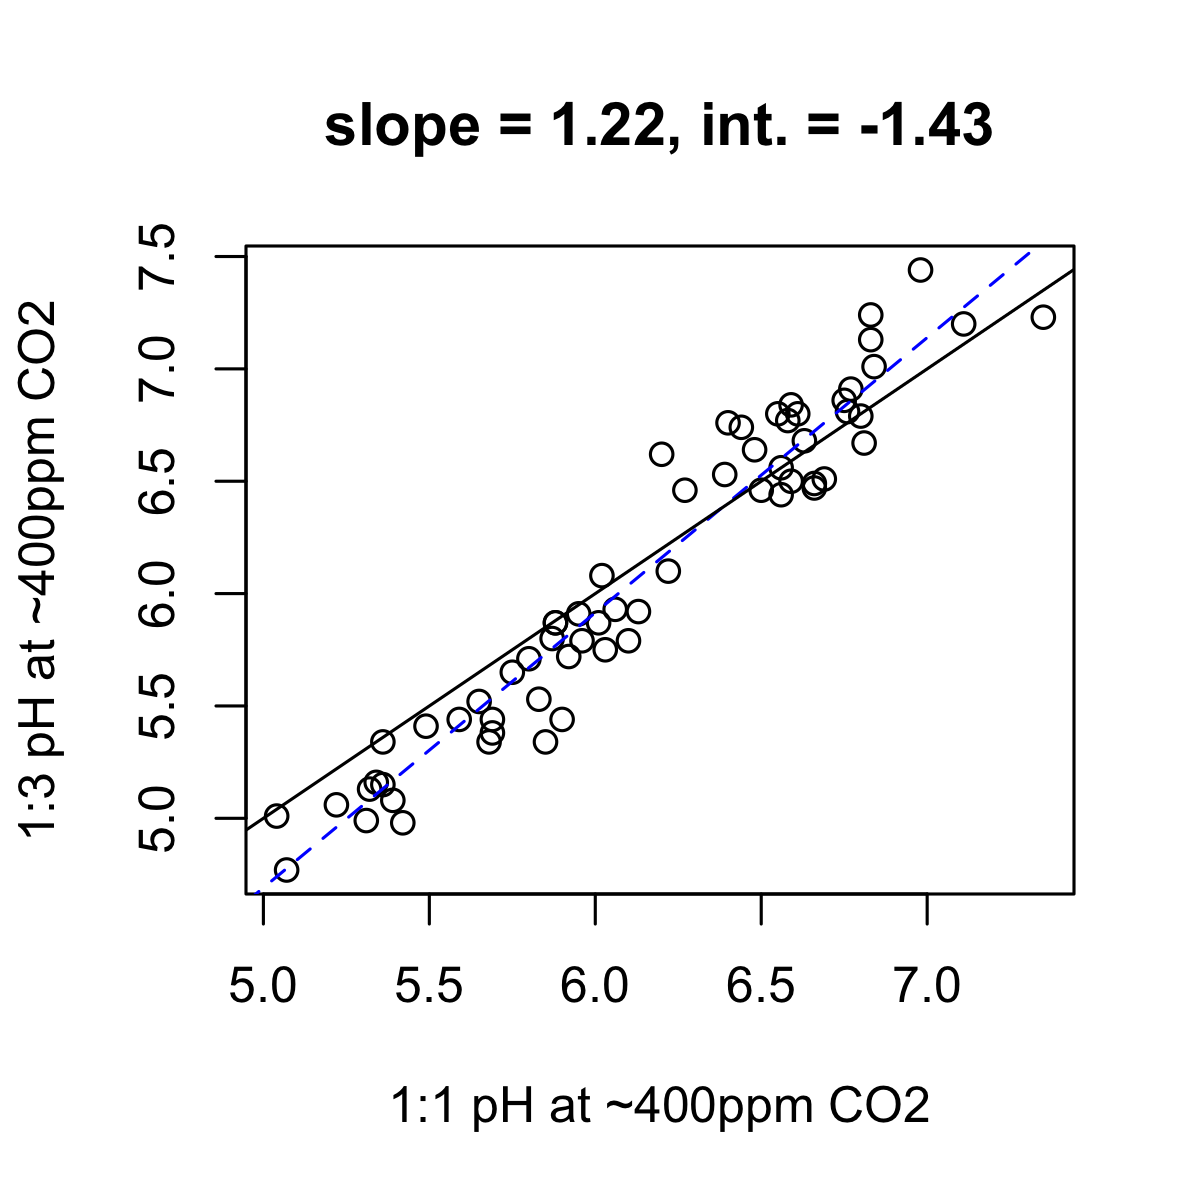 slope = 1.22, int. = -1.43
7.5
7.0
6.5
6.0
5.5
5.0
1:3 pH at ~400ppm CO2
5.0 5.5 6.0 6.5 7.0
1:1 pH at ~400ppm CO2